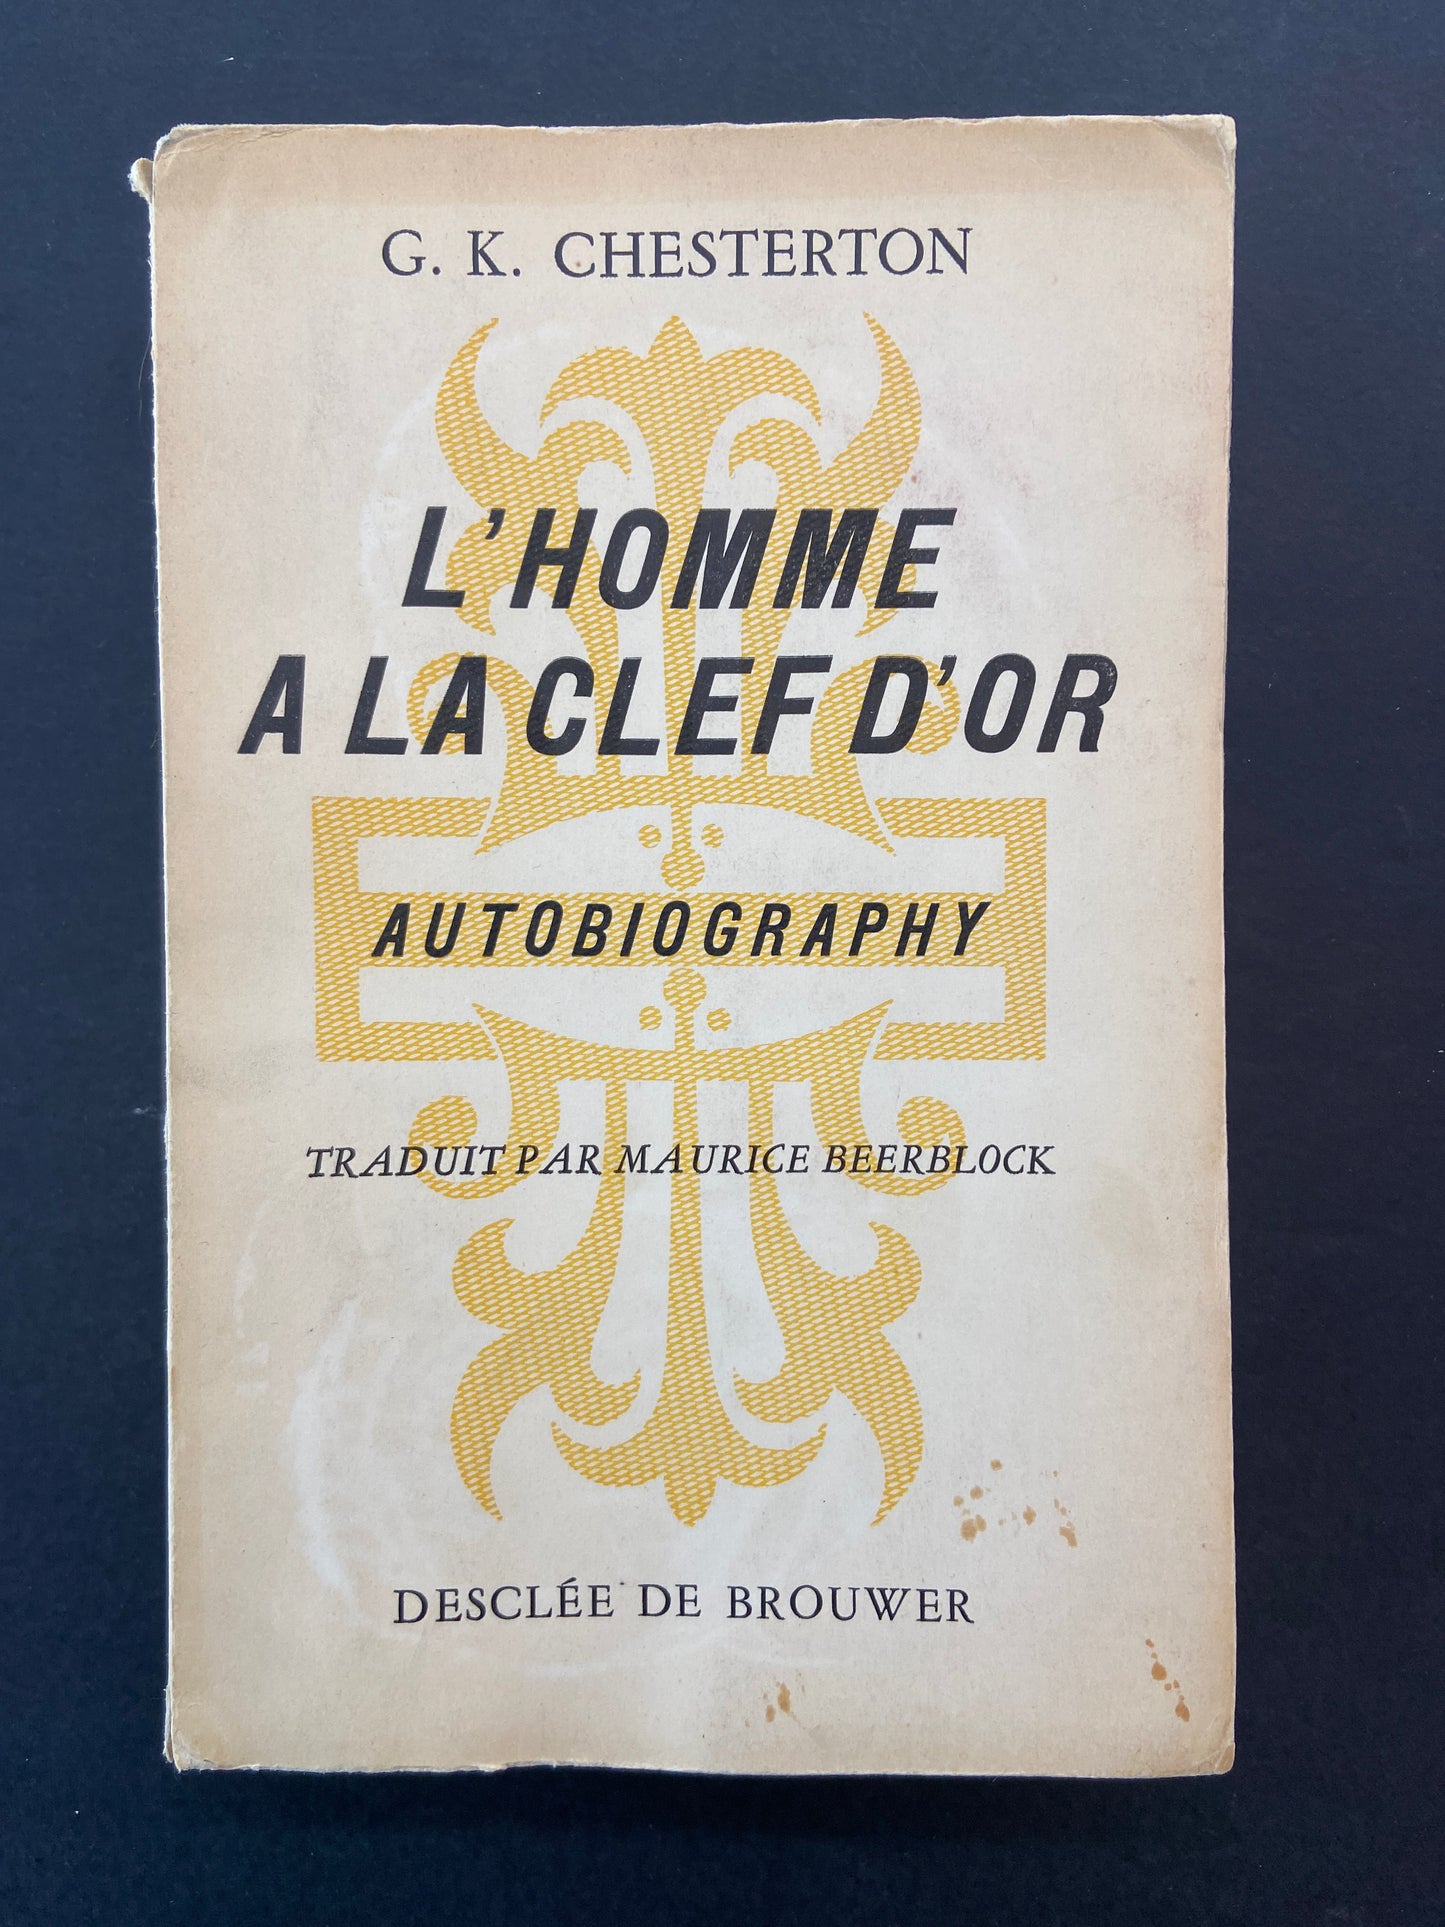 G. K. CHESTERTON
L'HOMME
A LA CLEF D'OR
AUTOBIOGRAPHY
TRADUIT PAR MAURICE BEERBLOCK
DESCLÉE DE BROUWER